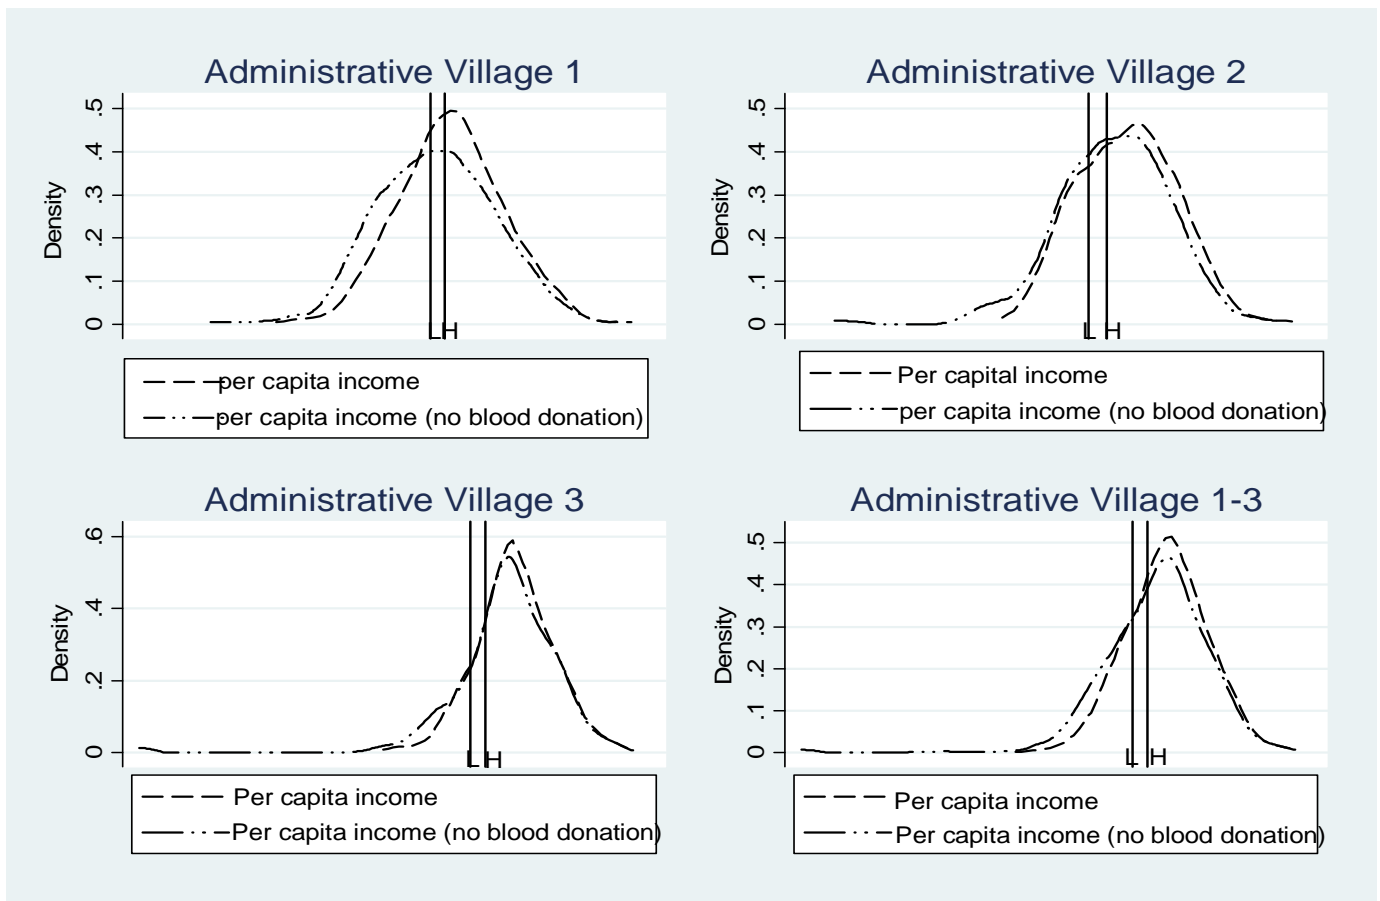 Administrative Village 1
Density
.5
.4
.3
.2
.1
0
L H
per capita income
per capita income (no blood donation)
Administrative Village 2
Density
.5
.4
.3
.2
.1
0
L H
Per capital income
per capita income (no blood donation)
Administrative Village 3
Density
.6
.4
.2
0
L H
Per capita income
Per capita income (no blood donation)
Administrative Village 1-3
Density
.5
.4
.3
.2
.1
0
L H
Per capita income
Per capita income (no blood donation)